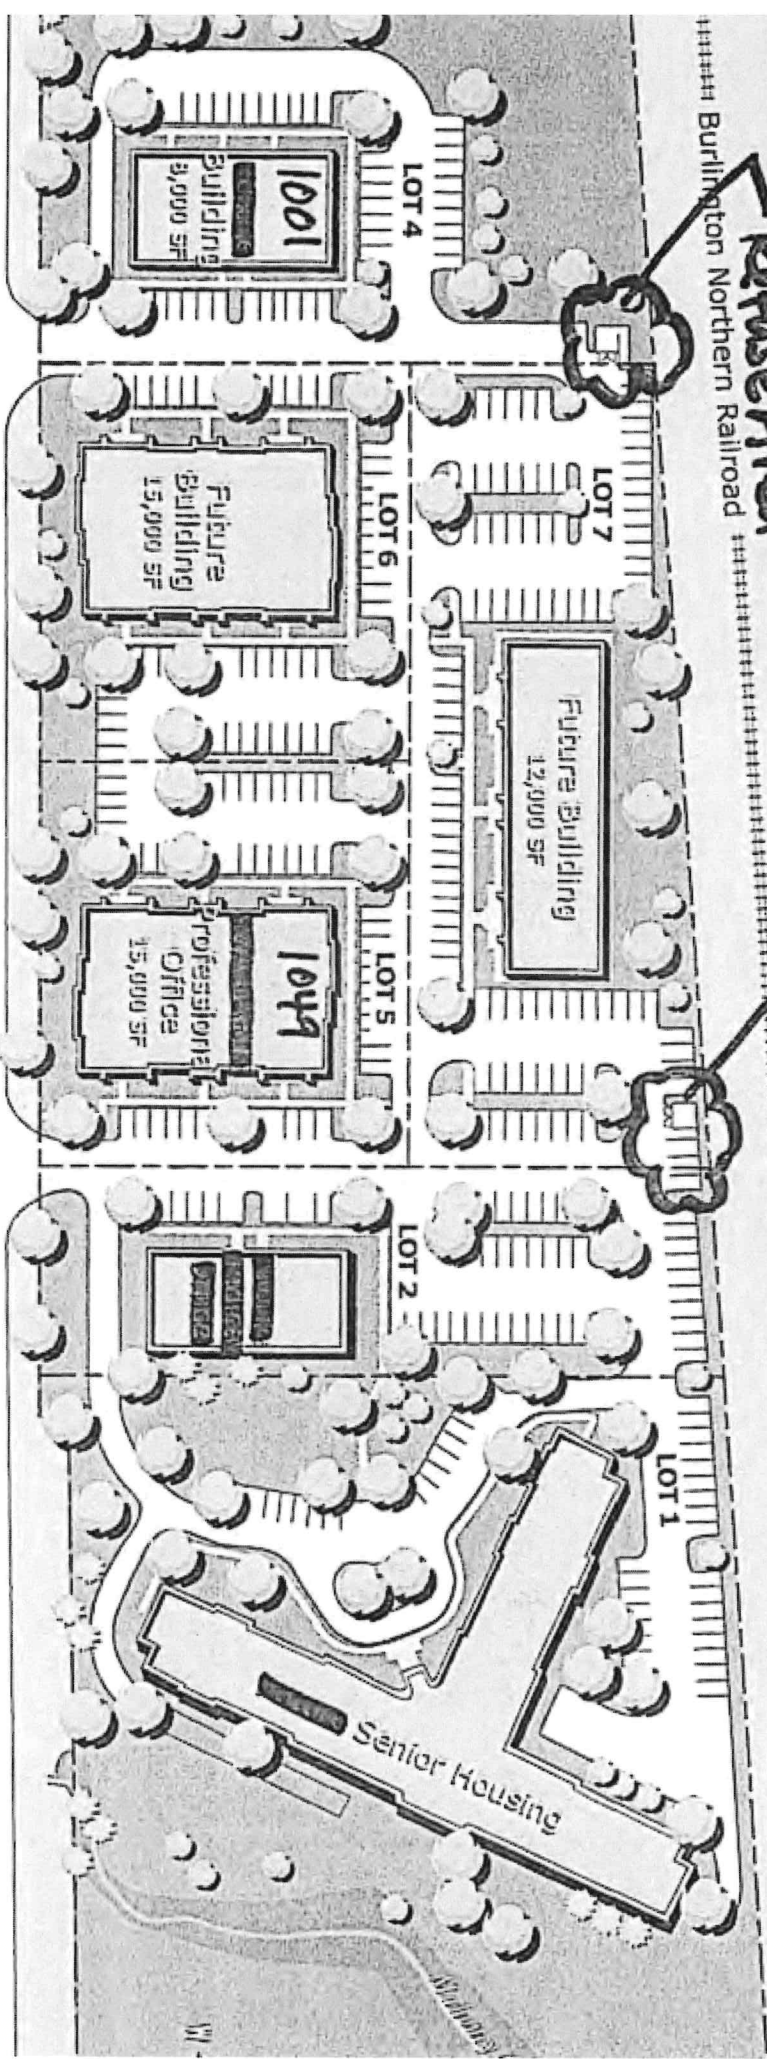 Burlington Northern Railroad
LOT 4
1001
Building
8,000 SF
LOT 7
LOT 6
Future
Building
15,000 SF
Future Building
12,000 SF
LOT 5
1049
Professional
Office
15,000 SF
LOT 2
LOT 1
Senior Housing